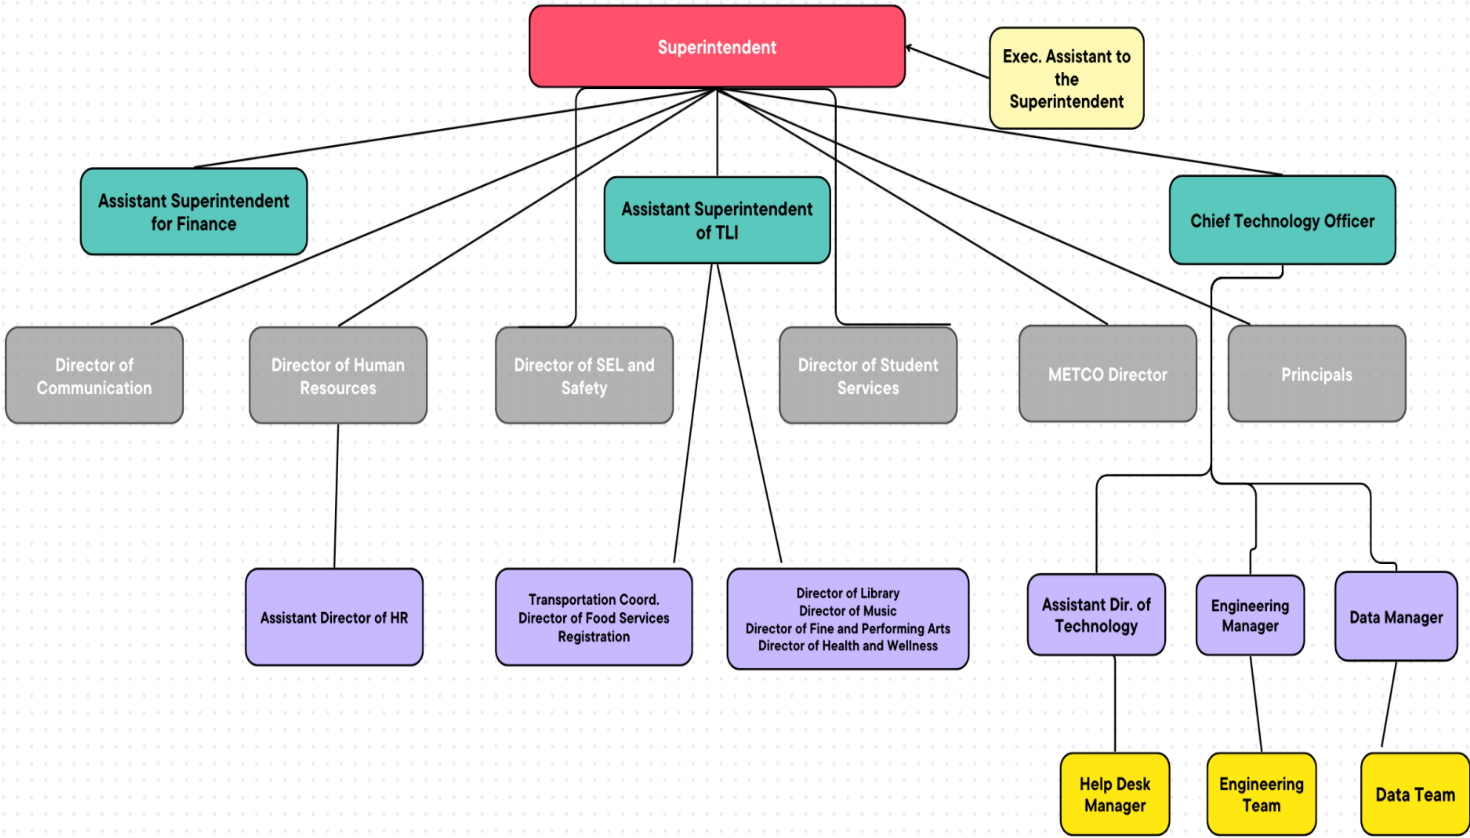 Superintendent
Exec. Assistant to
the
Superintendent
Assistant Superintendent
for Finance
Assistant Superintendent
of TLI
Chief Technology Officer
Director of
Communication
Director of Human
Resources
Director of SEL and
Safety
Director of Student
Services
METCO Director
Principals
Assistant Director of HR
Transportation Coord.
Director of Food Services
Registration
Director of Library
Director of Music
Director of Fine and Performing Arts
Director of Health and Wellness
Assistant Dir. of
Technology
Engineering
Manager
Data Manager
Help Desk
Manager
Engineering
Team
Data Team